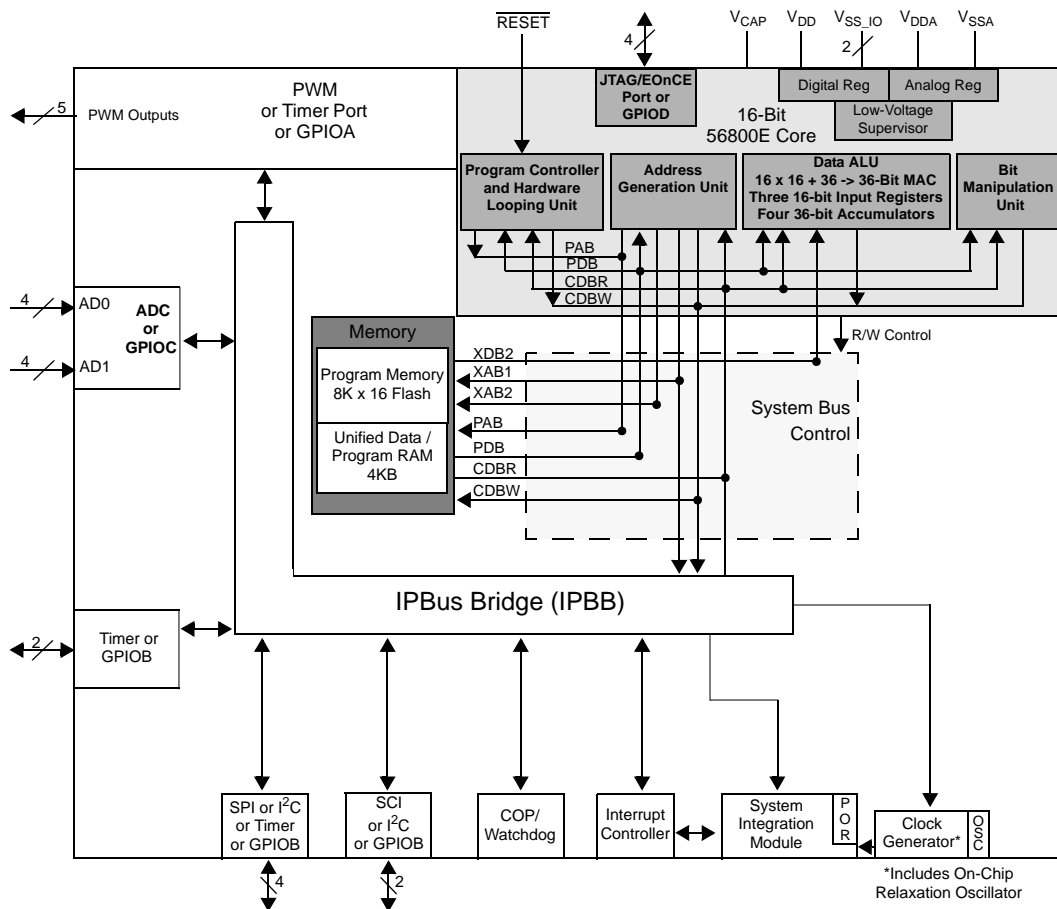 RESET
4
V_CAP V_DD V_SS_IO V_DDA V_SSA
2
5
PWM Outputs
PWM
or Timer Port
or GPIOA
JTAG/EOnCE
Port or
GPIOD
Digital Reg
Analog Reg
Low-Voltage
Supervisor
16-Bit
56800E Core
Program Controller
and Hardware
Looping Unit
Address
Generation Unit
Data ALU
16 x 16 + 36 -> 36-Bit MAC
Three 16-bit Input Registers
Four 36-bit Accumulators
Bit
Manipulation
Unit
PAB
PDB
CDBR
CDBW
R/W Control
4
AD0
4
AD1
ADC
or
GPIOC
Memory
Program Memory
8K x 16 Flash
Unified Data /
Program RAM
4KB
XDB2
XAB1
XAB2
PAB
PDB
CDBR
CDBW
System Bus
Control
IPBus Bridge (IPBB)
2
Timer or
GPIOB
SPI or I²C
or Timer
or GPIOB
4
SCI
or I²C
or GPIOB
2
COP/
Watchdog
Interrupt
Controller
System
Integration
Module
P
O
R
Clock
Generator*
OSC
*Includes On-Chip
Relaxation Oscillator